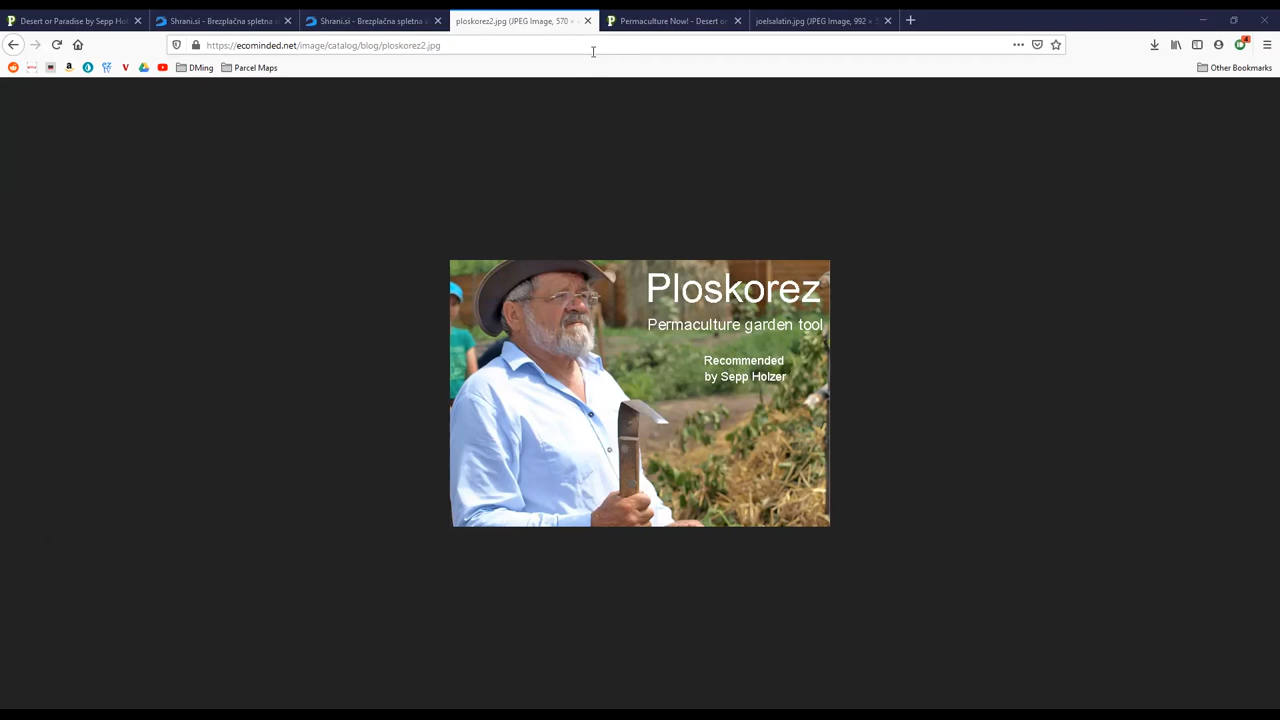 Desert or Paradise by Sepp Hol
Shrani.si - Brezplačna spletna s
Shrani.si - Brezplačna spletna s
ploskorez2.jpg (JPEG Image, 570 ×
Permaculture Now! - Desert or
joelsalatin.jpg (JPEG Image, 992 ×
https://ecominded.net/image/catalog/blog/ploskorez2.jpg
4
DMing
Parcel Maps
Other Bookmarks
Ploskorez
Permaculture garden tool
Recommended
by Sepp Holzer